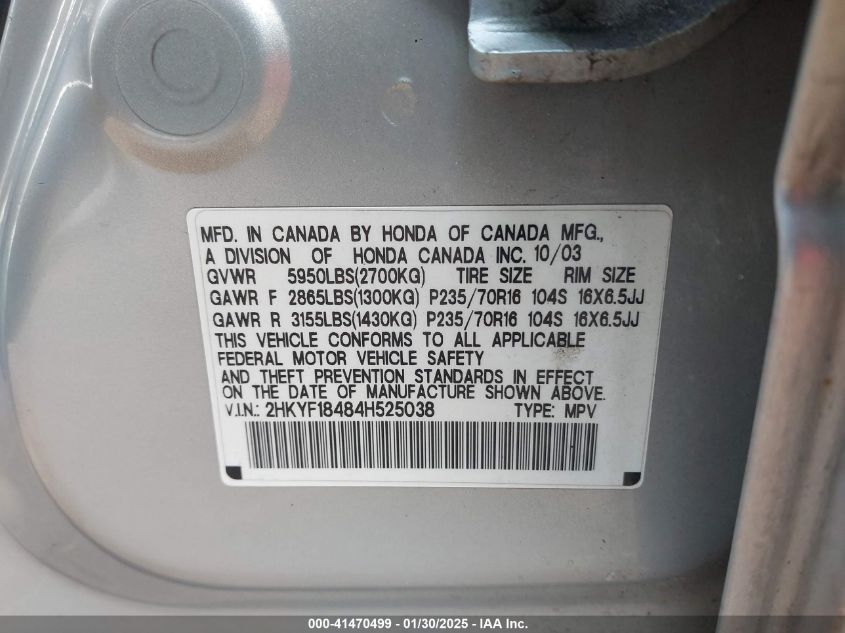 MFD. IN CANADA BY HONDA OF CANADA MFG.,
A DIVISION OF HONDA CANADA INC. 10/03
GVWR 5950LBS(2700KG) TIRE SIZE RIM SIZE
GAWR F 2865LBS(1300KG) P235/70R16 104S 16X6.5JJ
GAWR R 3155LBS(1430KG) P235/70R16 104S 16X6.5JJ
THIS VEHICLE CONFORMS TO ALL APPLICABLE
FEDERAL MOTOR VEHICLE SAFETY
AND THEFT PREVENTION STANDARDS IN EFFECT
ON THE DATE OF MANUFACTURE SHOWN ABOVE.
V.I.N.: 2HKYF18484H525038 TYPE: MPV
000-41470499 - 01/30/2025 - IAA Inc.